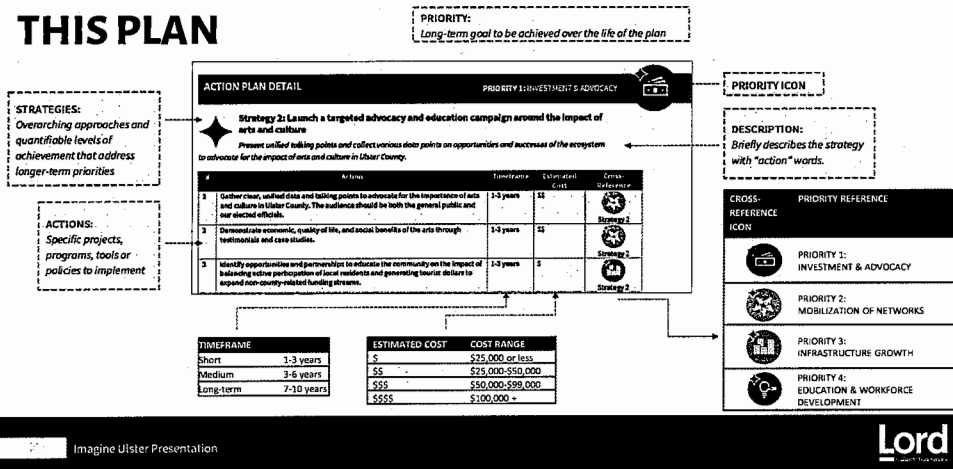 THIS PLAN
PRIORITY:
Long-term goal to be achieved over the life of the plan
STRATEGIES:
Overarching approaches and
quantifiable levels of
achievement that address
longer-term priorities
ACTIONS:
Specific projects,
programs, tools or
policies to implement
ACTION PLAN DETAIL
PRIORITY 1: INVESTMENT & ADVOCACY
Strategy 2: Launch a targeted advocacy and education campaign around the impact of
arts and culture
Present unified talking points and collect various data points on opportunities and successes of the ecosystem
to advocate for the impact of arts and culture in Ulster County.
# Action Timeframe Estimated Cost Cross-Reference
1 Gather clear, unified data and talking points to advocate for the importance of arts 1-3 years $$
and culture in Ulster County. The audience should be both the general public and
our elected officials.
Strategy 2
2 Demonstrate economic, quality of life, and social benefits of the arts through 1-3 years $$
testimonials and case studies.
Strategy 2
3 Identify opportunities and partnerships to educate the community on the impact of 1-3 years $
balancing active participation of local residents and generating tourist dollars to
expand non-county-related funding streams.
Strategy 2
PRIORITY ICON
DESCRIPTION:
Briefly describes the strategy
with "action" words.
CROSS-
REFERENCE
ICON
PRIORITY REFERENCE
PRIORITY 1:
INVESTMENT & ADVOCACY
PRIORITY 2:
MOBILIZATION OF NETWORKS
PRIORITY 3:
INFRASTRUCTURE GROWTH
PRIORITY 4:
EDUCATION & WORKFORCE
DEVELOPMENT
TIMEFRAME
Short 1-3 years
Medium 3-6 years
Long-term 7-10 years
ESTIMATED COST COST RANGE
$ $25,000 or less
$$ $25,000-$50,000
$$$ $50,000-$99,000
$$$$ $100,000 +
Imagine Ulster Presentation
Lord